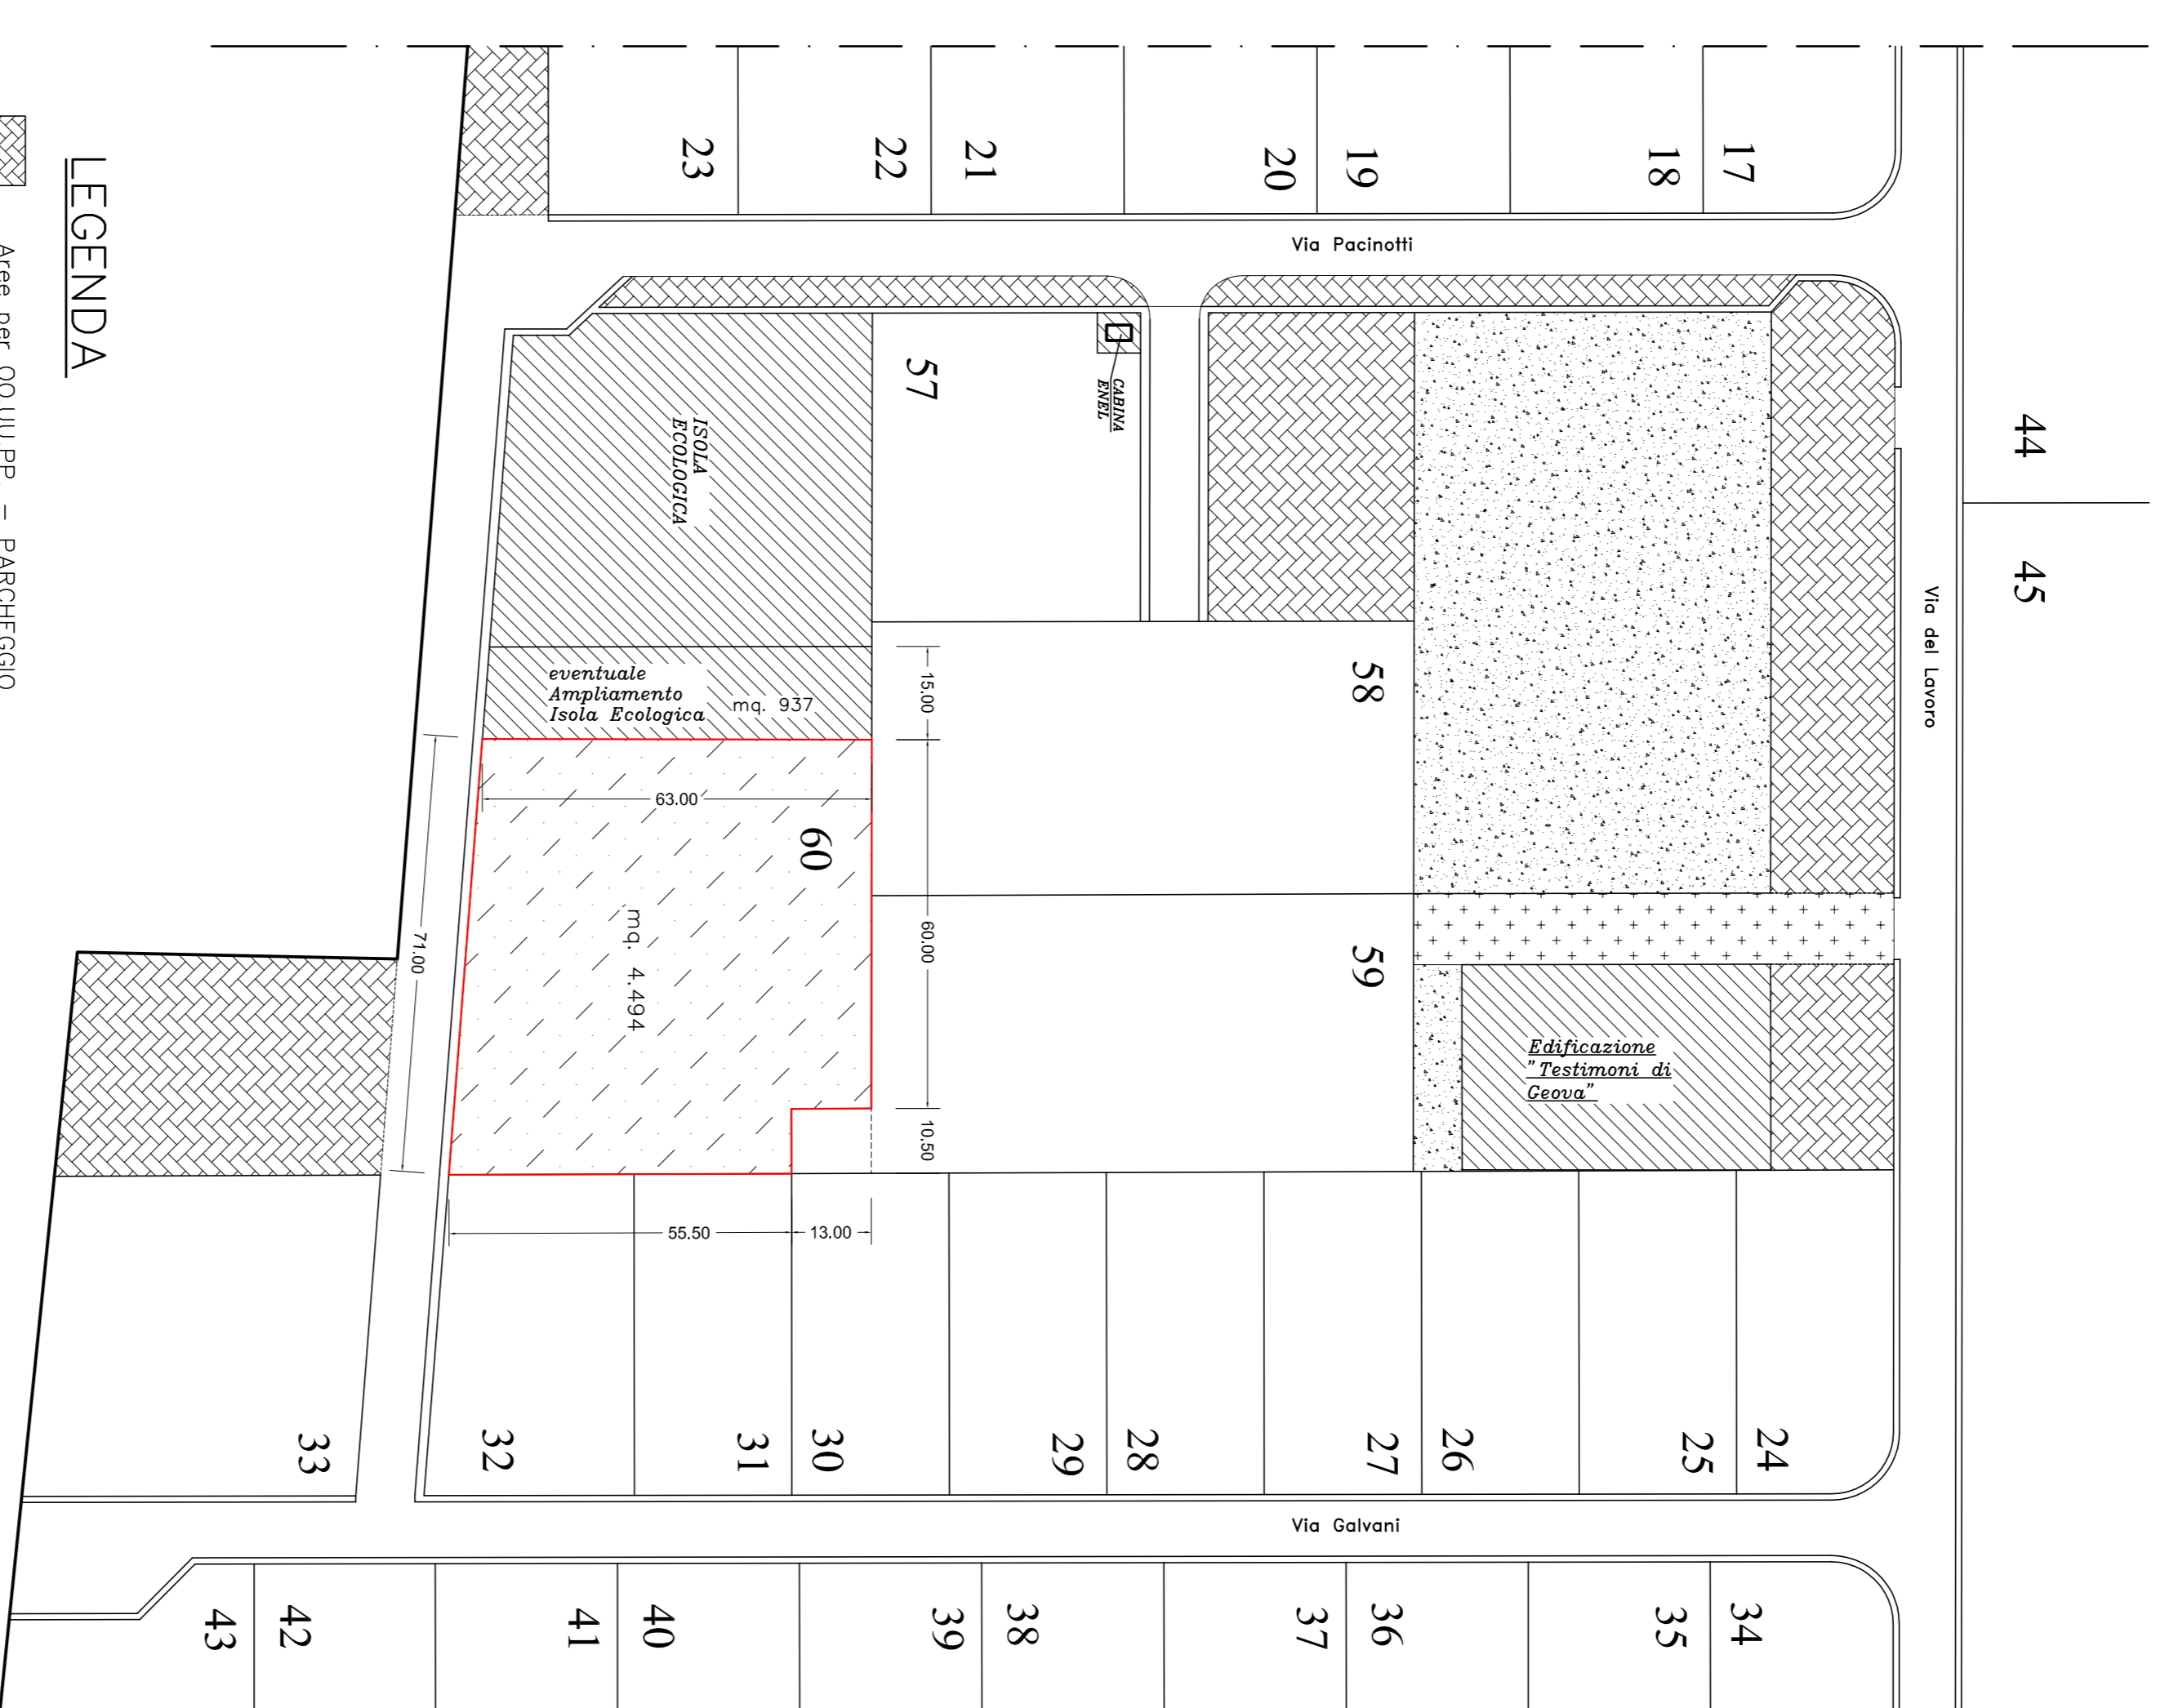 LEGENDA
Aree per OO.UU.PP. – PARCHEGGIO
23
22
21
20
19
18
17
Via Pacinotti
44
45
Via del Lavoro
57
CABINA
ENEL
ISOLA
ECOLOGICA
58
eventuale
Ampliamento
Isola Ecologica
mq. 937
15.00
63.00
60
mq. 4.494
60.00
71.00
59
10.50
Edificazione
"Testimoni di
Geova"
55.50
13.00
33
32
31
30
29
28
27
26
25
24
Via Galvani
43
42
41
40
39
38
37
36
35
34